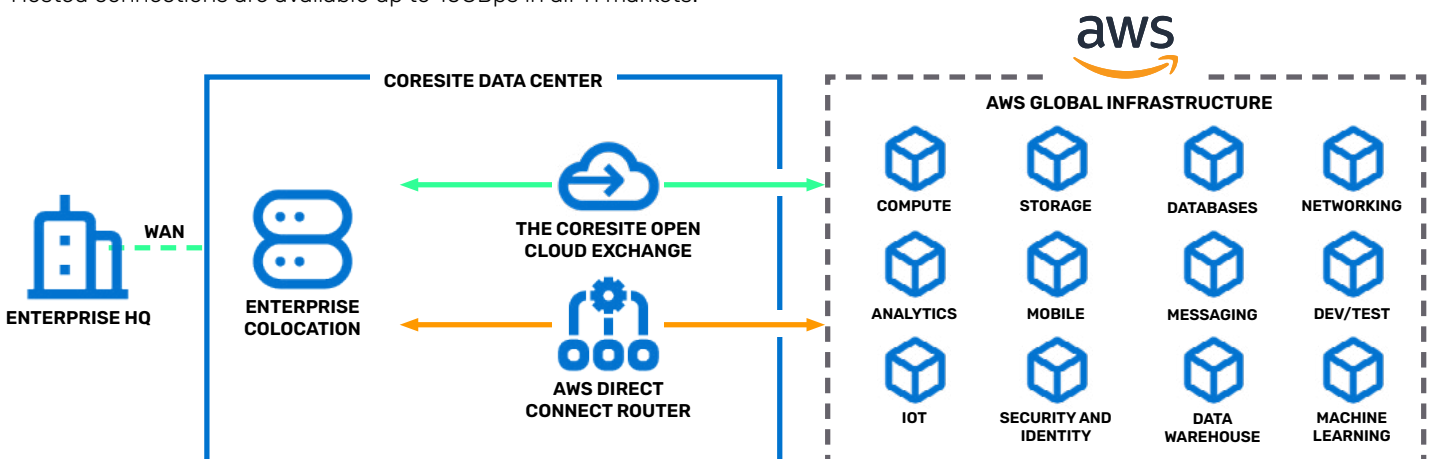 aws
CORESITE DATA CENTER
AWS GLOBAL INFRASTRUCTURE
COMPUTE
STORAGE
DATABASES
NETWORKING
WAN
THE CORESITE OPEN
CLOUD EXCHANGE
ENTERPRISE HQ
ENTERPRISE
COLOCATION
ANALYTICS
MOBILE
MESSAGING
DEV/TEST
AWS DIRECT
CONNECT ROUTER
IOT
SECURITY AND
IDENTITY
DATA
WAREHOUSE
MACHINE
LEARNING